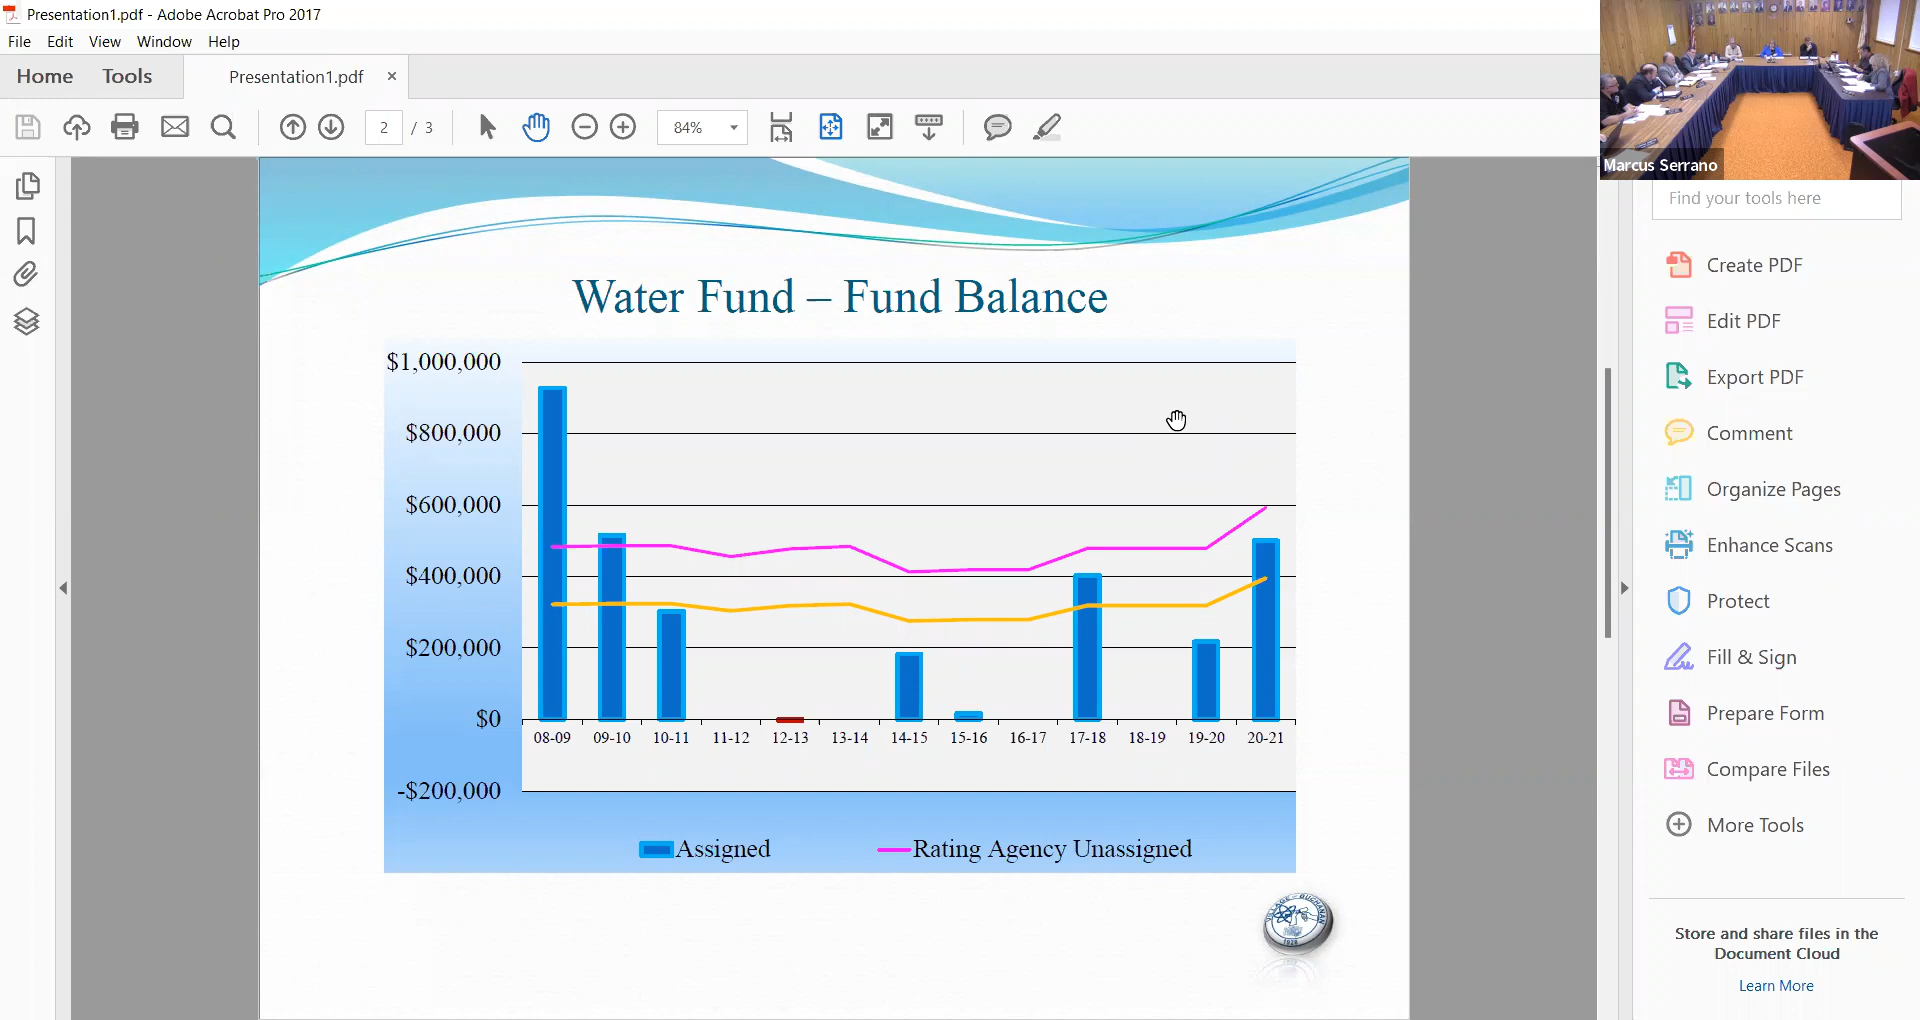 Presentation1.pdf - Adobe Acrobat Pro 2017
File Edit View Window Help
Home Tools Presentation1.pdf ×
2 / 3 84%
Marcus Serrano
Find your tools here
Create PDF
Edit PDF
Export PDF
Comment
Organize Pages
Enhance Scans
Protect
Fill & Sign
Prepare Form
Compare Files
More Tools
Store and share files in the
Document Cloud
Learn More
Water Fund – Fund Balance
$1,000,000
$800,000
$600,000
$400,000
$200,000
$0
-$200,000
08-09 09-10 10-11 11-12 12-13 13-14 14-15 15-16 16-17 17-18 18-19 19-20 20-21
Assigned Rating Agency Unassigned
VILLAGE OF BUCHANAN
1928